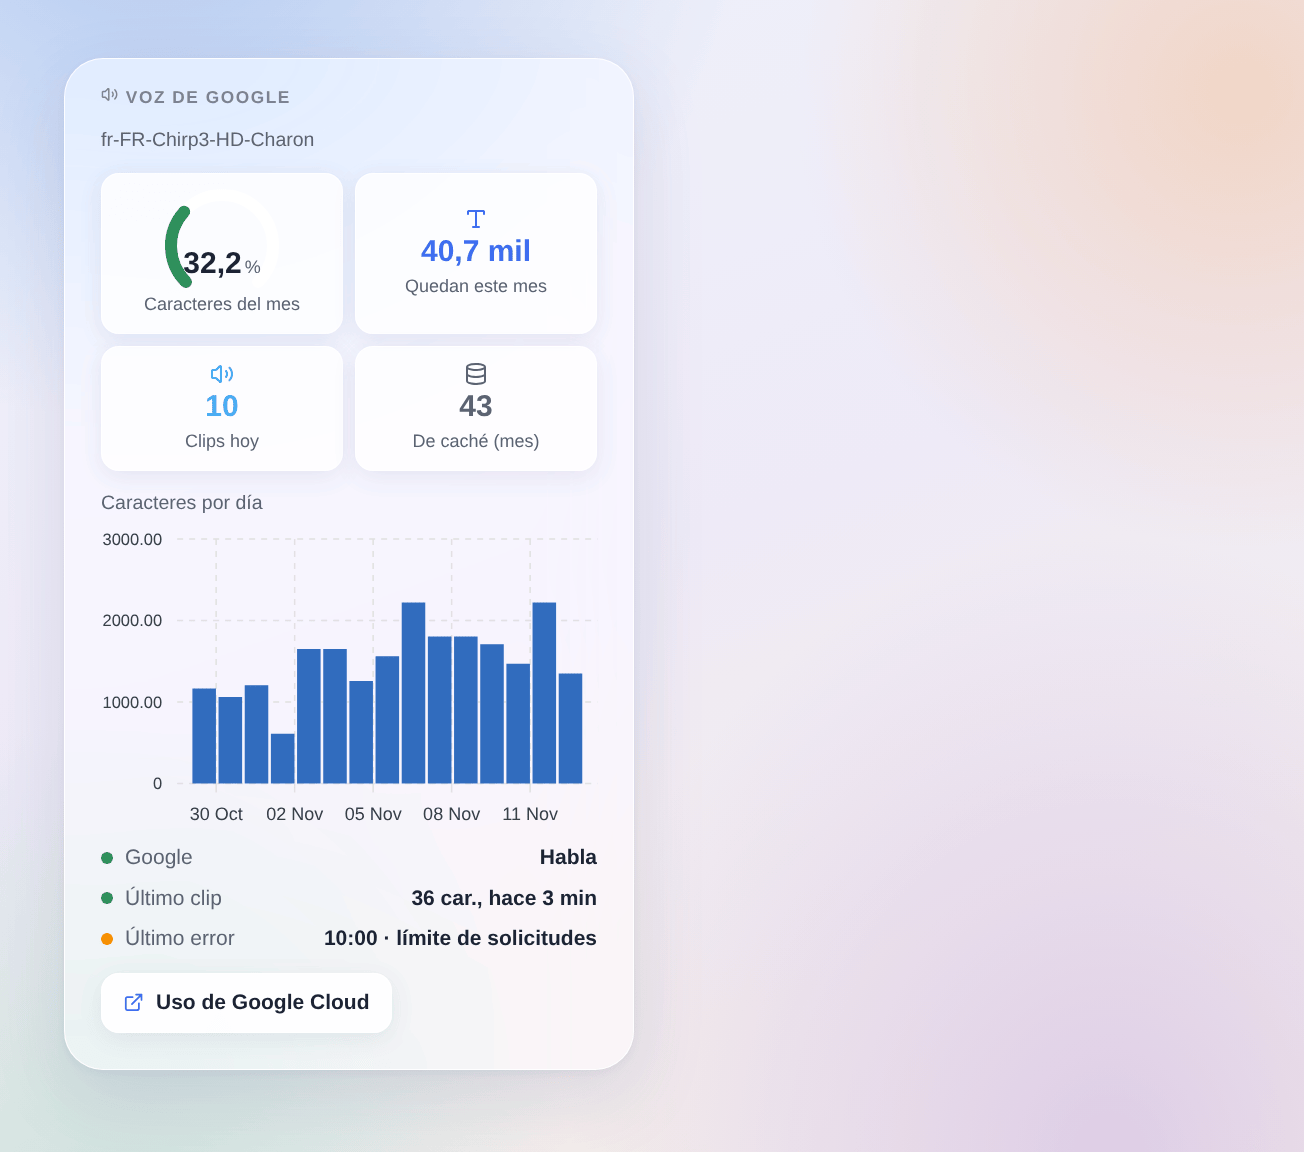 VOZ DE GOOGLE
fr-FR-Chirp3-HD-Charon
32,2 %
Caracteres del mes
40,7 mil
Quedan este mes
10
Clips hoy
43
De caché (mes)
Caracteres por día
3000.00
2000.00
1000.00
0
30 Oct 02 Nov 05 Nov 08 Nov 11 Nov
Google Habla
Último clip 36 car., hace 3 min
Último error 10:00 · límite de solicitudes
Uso de Google Cloud